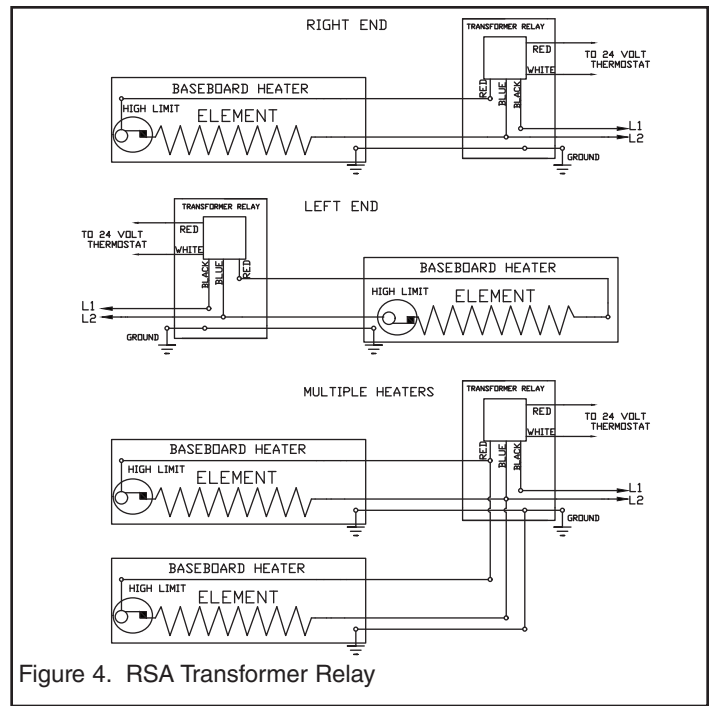 RIGHT END
TRANSFORMER RELAY
RED
WHITE
TO 24 VOLT
THERMOSTAT
RED
BLUE
BLACK
BASEBOARD HEATER
HIGH LIMIT
ELEMENT
L1
L2
GROUND
LEFT END
TRANSFORMER RELAY
RED
WHITE
TO 24 VOLT
THERMOSTAT
BLACK
BLUE
RED
BASEBOARD HEATER
HIGH LIMIT
ELEMENT
L1
L2
GROUND
MULTIPLE HEATERS
TRANSFORMER RELAY
RED
WHITE
TO 24 VOLT
THERMOSTAT
RED
BLUE
BLACK
BASEBOARD HEATER
HIGH LIMIT
ELEMENT
L1
L2
GROUND
BASEBOARD HEATER
HIGH LIMIT
ELEMENT
Figure 4. RSA Transformer Relay